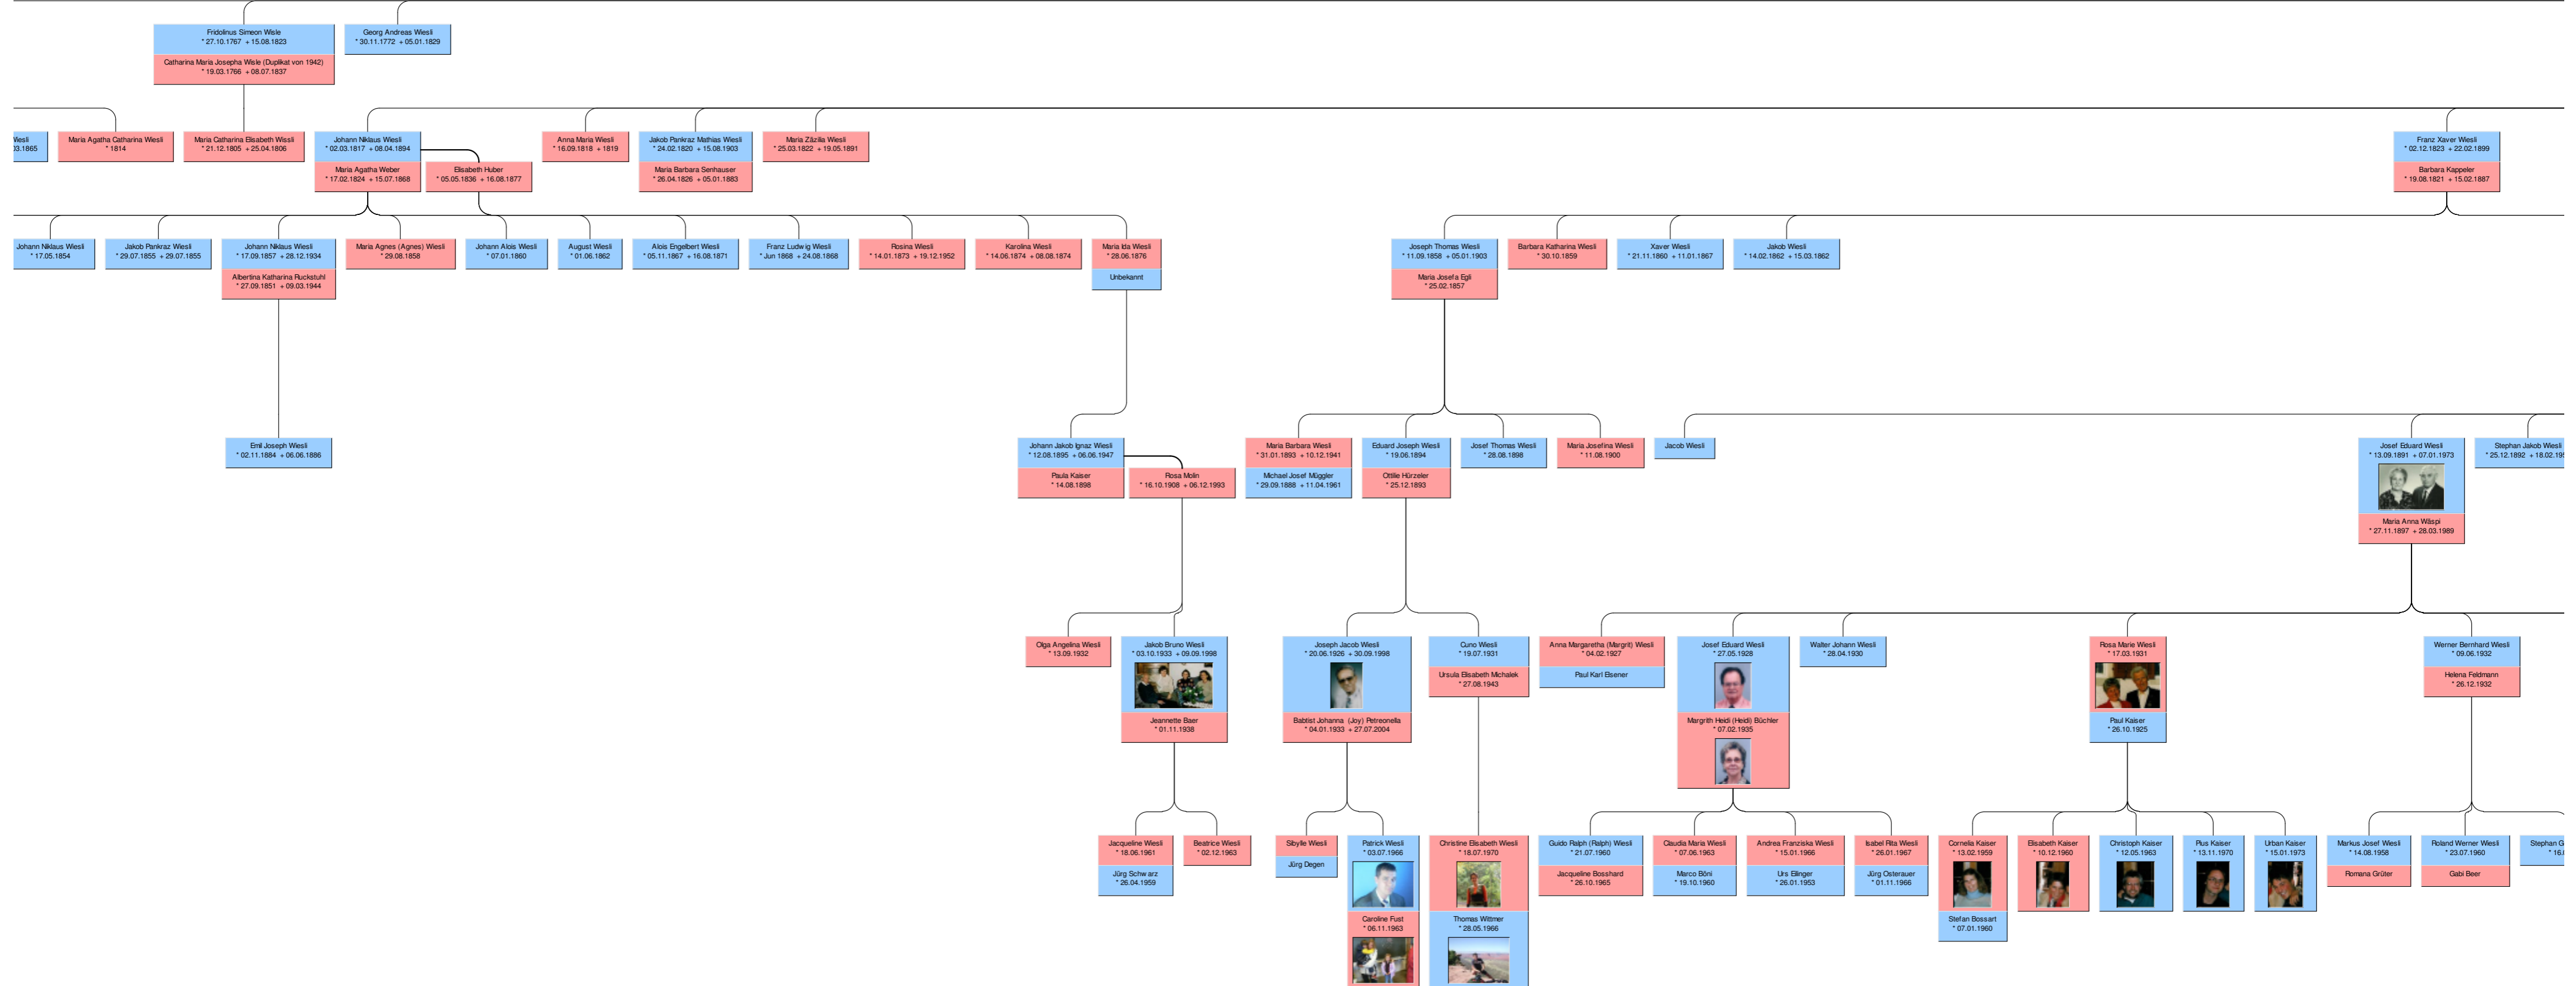 Fridolinus Simeon Wisle
* 27.10.1767 + 15.08.1823
Catharina Maria Josepha Wisle (Duplikat von 1942)
* 19.03.1766 + 08.07.1837
Georg Andreas Wiesli
* 30.11.1772 + 05.01.1829
Wiesli
03.1865
Maria Agatha Catharina Wiesli
* 1814
Maria Catharina Elisabeth Wissli
* 21.12.1805 + 25.04.1806
Johann Niklaus Wiesli
* 02.03.1817 + 08.04.1894
Maria Agatha Weber
* 17.02.1824 + 15.07.1868
Elisabeth Huber
* 05.05.1836 + 16.08.1877
Anna Maria Wiesli
* 16.09.1818 + 1819
Jakob Pankraz Mathias Wiesli
* 24.02.1820 + 15.08.1903
Maria Barbara Senhauser
* 26.04.1826 + 05.01.1883
Maria Zäzilia Wiesli
* 25.03.1822 + 19.05.1891
Franz Xaver Wiesli
* 02.12.1823 + 22.02.1899
Barbara Kappeler
* 19.08.1821 + 15.02.1887
Johann Niklaus Wiesli
* 17.05.1854
Jakob Pankraz Wiesli
* 29.07.1855 + 29.07.1855
Johann Niklaus Wiesli
* 17.09.1857 + 28.12.1934
Albertina Katharina Ruckstuhl
* 27.09.1851 + 09.03.1944
Maria Agnes (Agnes) Wiesli
* 29.08.1858
Johann Alois Wiesli
* 07.01.1860
August Wiesli
* 01.06.1862
Alois Engelbert Wiesli
* 05.11.1867 + 16.08.1871
Franz Ludwig Wiesli
* Jun 1868 + 24.08.1868
Rosina Wiesli
* 14.01.1873 + 19.12.1952
Karolina Wiesli
* 14.06.1874 + 08.08.1874
Maria Ida Wiesli
* 28.06.1876
Unbekannt
Joseph Thomas Wiesli
* 11.09.1858 + 05.01.1903
Maria Josefa Egli
* 25.02.1857
Barbara Katharina Wiesli
* 30.10.1859
Xaver Wiesli
* 21.11.1860 + 11.01.1867
Jakob Wiesli
* 14.02.1862 + 15.03.1862
Emil Joseph Wiesli
* 02.11.1884 + 06.06.1886
Johann Jakob Ignaz Wiesli
* 12.08.1895 + 06.06.1947
Paula Kaiser
* 14.08.1898
Rosa Molin
* 16.10.1908 + 06.12.1993
Maria Barbara Wiesli
* 31.01.1893 + 10.12.1941
Michael Josef Müggler
* 29.09.1888 + 11.04.1961
Eduard Joseph Wiesli
* 19.06.1894
Ottilie Hürzeler
* 25.12.1893
Josef Thomas Wiesli
* 28.08.1898
Maria Josefina Wiesli
* 11.08.1900
Jacob Wiesli
Josef Eduard Wiesli
* 13.09.1891 + 07.01.1973
Maria Anna Wäspi
* 27.11.1897 + 28.03.1989
Stephan Jakob Wiesli
* 25.12.1892 + 18.02.195
Olga Angelina Wiesli
* 13.09.1932
Jakob Bruno Wiesli
* 03.10.1933 + 09.09.1998
Jeannette Baer
* 01.11.1938
Joseph Jacob Wiesli
* 20.06.1926 + 30.09.1998
Babtist Johanna (Joy) Petreonella
* 04.01.1933 + 27.07.2004
Cuno Wiesli
* 19.07.1931
Ursula Elisabeth Michalek
* 27.08.1943
Anna Margaretha (Margrit) Wiesli
* 04.02.1927
Paul Karl Elsener
Josef Eduard Wiesli
* 27.05.1928
Margrith Heidi (Heidi) Büchler
* 07.02.1935
Walter Johann Wiesli
* 28.04.1930
Rosa Marie Wiesli
* 17.03.1931
Paul Kaiser
* 26.10.1925
Werner Bernhard Wiesli
* 09.06.1932
Helena Feldmann
* 26.12.1932
Jacqueline Wiesli
* 18.06.1961
Jürg Schwarz
* 26.04.1959
Beatrice Wiesli
* 02.12.1963
Sibylle Wiesli
Jürg Degen
Patrick Wiesli
* 03.07.1966
Caroline Fust
* 06.11.1963
Christine Elisabeth Wiesli
* 18.07.1970
Thomas Wittmer
* 28.05.1966
Guido Ralph (Ralph) Wiesli
* 21.07.1960
Jacqueline Bosshard
* 26.10.1965
Claudia Maria Wiesli
* 07.06.1963
Marco Böni
* 19.10.1960
Andrea Franziska Wiesli
* 15.01.1966
Urs Ellinger
* 26.01.1953
Isabel Rita Wiesli
* 26.01.1967
Jürg Osterauer
* 01.11.1966
Cornelia Kaiser
* 13.02.1959
Stefan Bossart
* 07.01.1960
Elisabeth Kaiser
* 10.12.1960
Christoph Kaiser
* 12.05.1963
Pius Kaiser
* 13.11.1970
Urban Kaiser
* 15.01.1973
Markus Josef Wiesli
* 14.08.1958
Romana Grüter
Roland Werner Wiesli
* 23.07.1960
Gabi Beer
Stephan G
* 16.